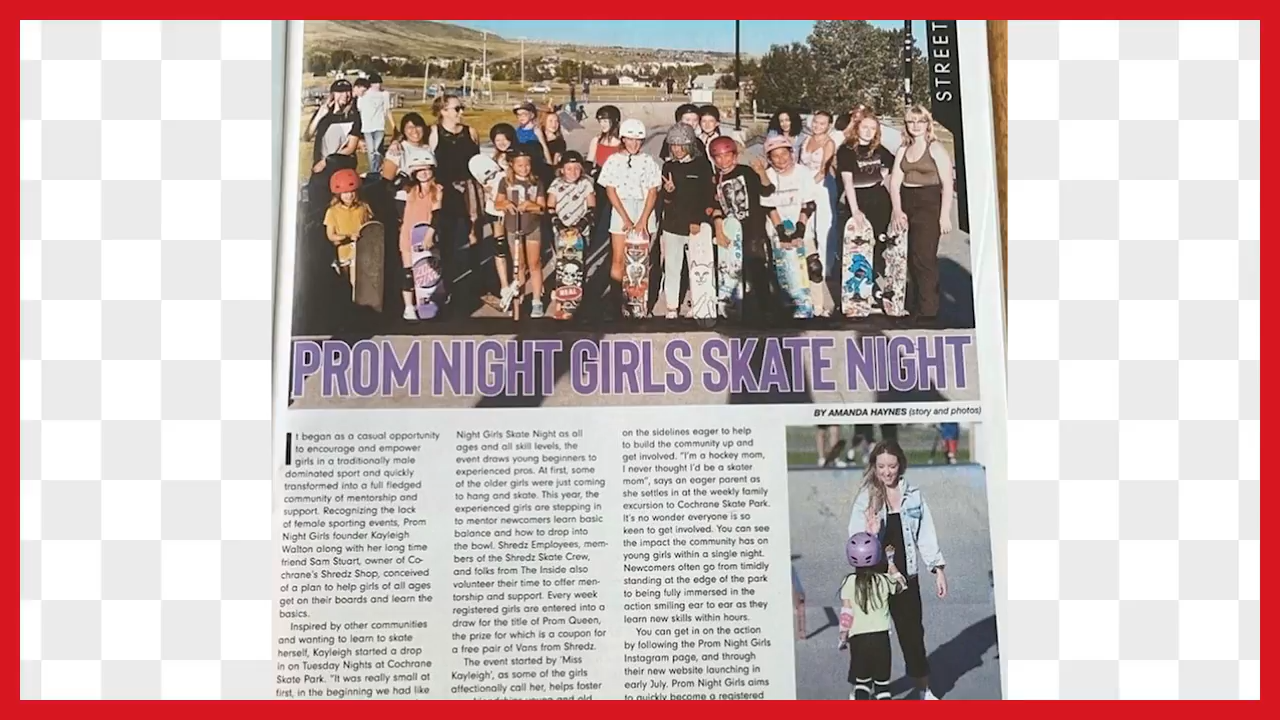 STREET
PROM NIGHT GIRLS SKATE NIGHT
BY AMANDA HAYNES (story and photos)
It began as a casual opportunity
to encourage and empower
girls in a traditionally male
dominated sport and quickly
transformed into a full fledged
community of mentorship and
support. Recognizing the lack
of female sporting events, Prom
Night Girls founder Kayleigh
Walton along with her long time
friend Sam Stuart, owner of Co-
chrane's Shredz Shop, conceived
of a plan to help girls of all ages
get on their boards and learn the
basics.
Inspired by other communities
and wanting to learn to skate
herself, Kayleigh started a drop
in on Tuesday Nights at Cochrane
Skate Park. "It was really small at
first, in the beginning we had like
Night Girls Skate Night as all
ages and all skill levels, the
event draws young beginners to
experienced pros. At first, some
of the older girls were just coming
to hang and skate. This year, the
experienced girls are stepping in
to mentor newcomers learn basic
balance and how to drop into
the bowl. Shredz Employees, mem-
bers of the Shredz Skate Crew,
and folks from The Inside also
volunteer their time to offer men-
torship and support. Every week
registered girls are entered into a
draw for the title of Prom Queen,
the prize for which is a coupon for
a free pair of Vans from Shredz.
The event started by 'Miss
Kayleigh', as some of the girls
affectionally call her, helps foster
on the sidelines eager to help
to build the community up and
get involved. "I'm a hockey mom,
I never thought I'd be a skater
mom", says an eager parent as
she settles in at the weekly family
excursion to Cochrane Skate Park.
It's no wonder everyone is so
keen to get involved. You can see
the impact the community has on
young girls within a single night.
Newcomers often go from timidly
standing at the edge of the park
to being fully immersed in the
action smiling ear to ear as they
learn new skills within hours.
You can get in on the action
by following the Prom Night Girls
Instagram page, and through
their new website launching in
early July. Prom Night Girls aims
to quickly become a registered
REAL